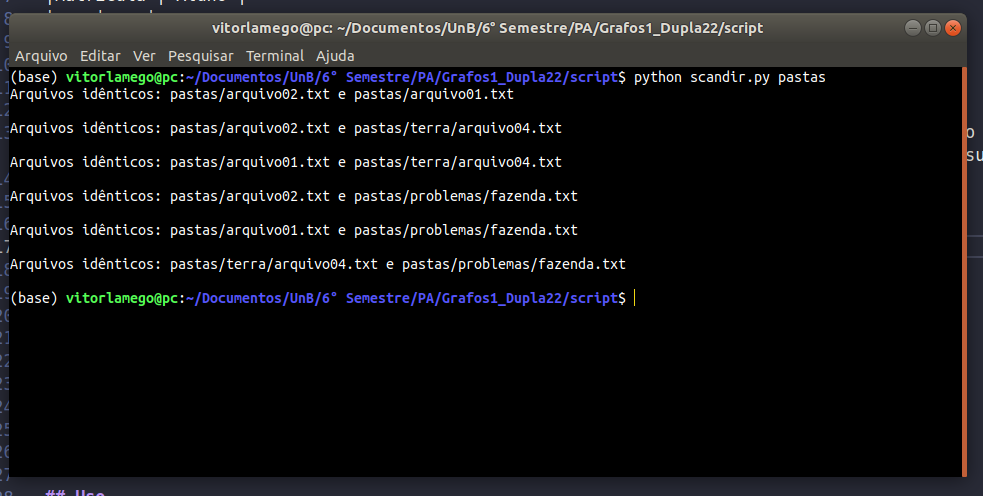 vitorlamego@pc: ~/Documentos/UnB/6° Semestre/PA/Grafos1_Dupla22/script
Arquivo Editar Ver Pesquisar Terminal Ajuda
(base) vitorlamego@pc:~/Documentos/UnB/6° Semestre/PA/Grafos1_Dupla22/script$ python scandir.py pastas
Arquivos idênticos: pastas/arquivo02.txt e pastas/arquivo01.txt
Arquivos idênticos: pastas/arquivo02.txt e pastas/terra/arquivo04.txt
Arquivos idênticos: pastas/arquivo01.txt e pastas/terra/arquivo04.txt
Arquivos idênticos: pastas/arquivo02.txt e pastas/problemas/fazenda.txt
Arquivos idênticos: pastas/arquivo01.txt e pastas/problemas/fazenda.txt
Arquivos idênticos: pastas/terra/arquivo04.txt e pastas/problemas/fazenda.txt
(base) vitorlamego@pc:~/Documentos/UnB/6° Semestre/PA/Grafos1_Dupla22/script$